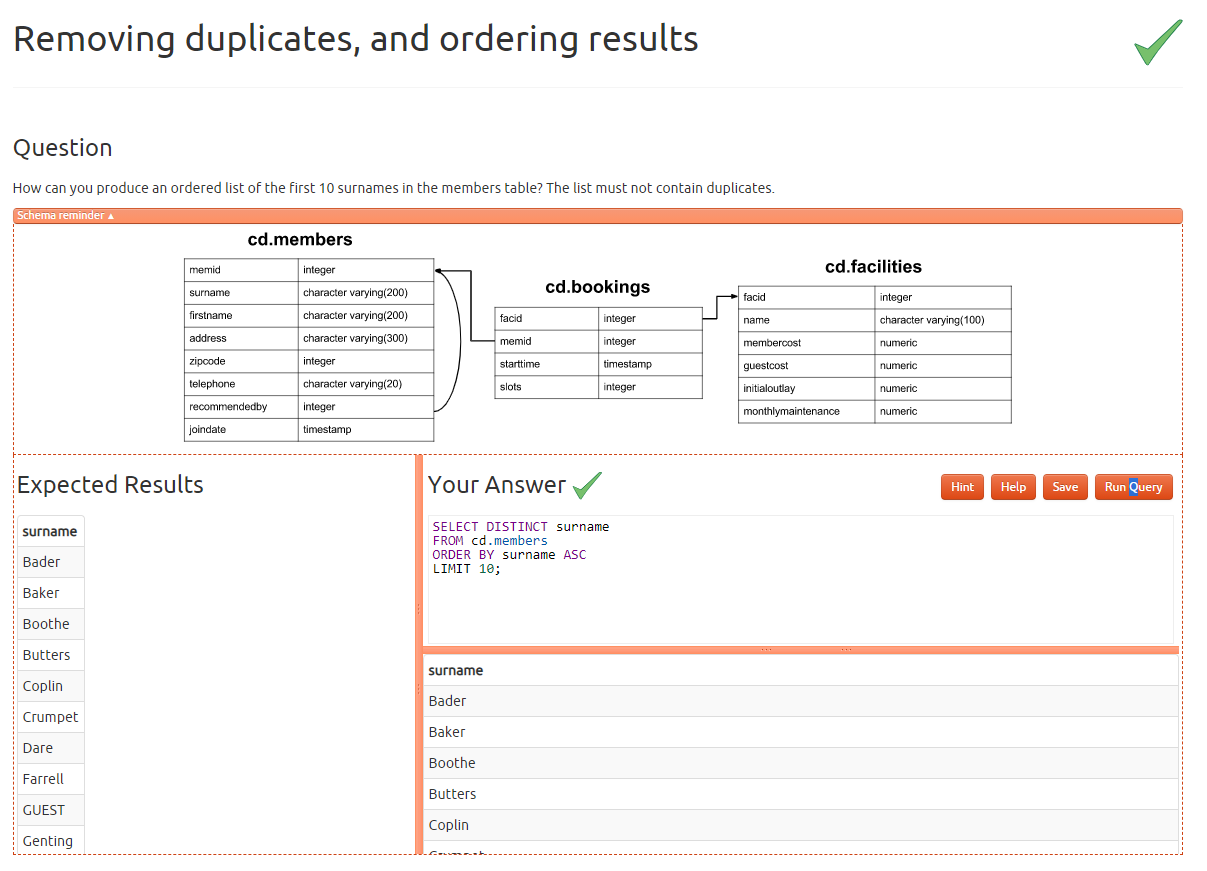 Removing duplicates, and ordering results
Question
How can you produce an ordered list of the first 10 surnames in the members table? The list must not contain duplicates.
Schema reminder ▲
cd.members
memid integer
surname character varying(200)
firstname character varying(200)
address character varying(300)
zipcode integer
telephone character varying(20)
recommendedby integer
joindate timestamp
cd.bookings
facid integer
memid integer
starttime timestamp
slots integer
cd.facilities
facid integer
name character varying(100)
membercost numeric
guestcost numeric
initialoutlay numeric
monthlymaintenance numeric
Expected Results
surname
Bader
Baker
Boothe
Butters
Coplin
Crumpet
Dare
Farrell
GUEST
Genting
Your Answer
Hint Help Save Run Query
SELECT DISTINCT surname
FROM cd.members
ORDER BY surname ASC
LIMIT 10;
surname
Bader
Baker
Boothe
Butters
Coplin